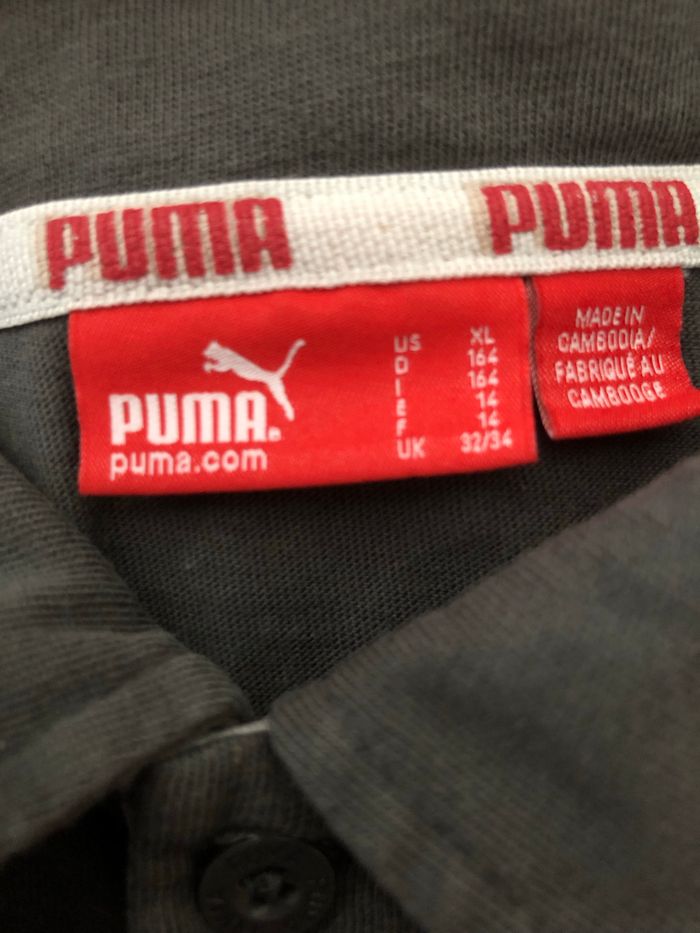 PUMA PUMA
PUMA
puma.com
US XL
D 164
I 164
E 14
F 14
UK 32/34
MADE IN
CAMBODIA/
FABRIQUÉ AU
CAMBODGE